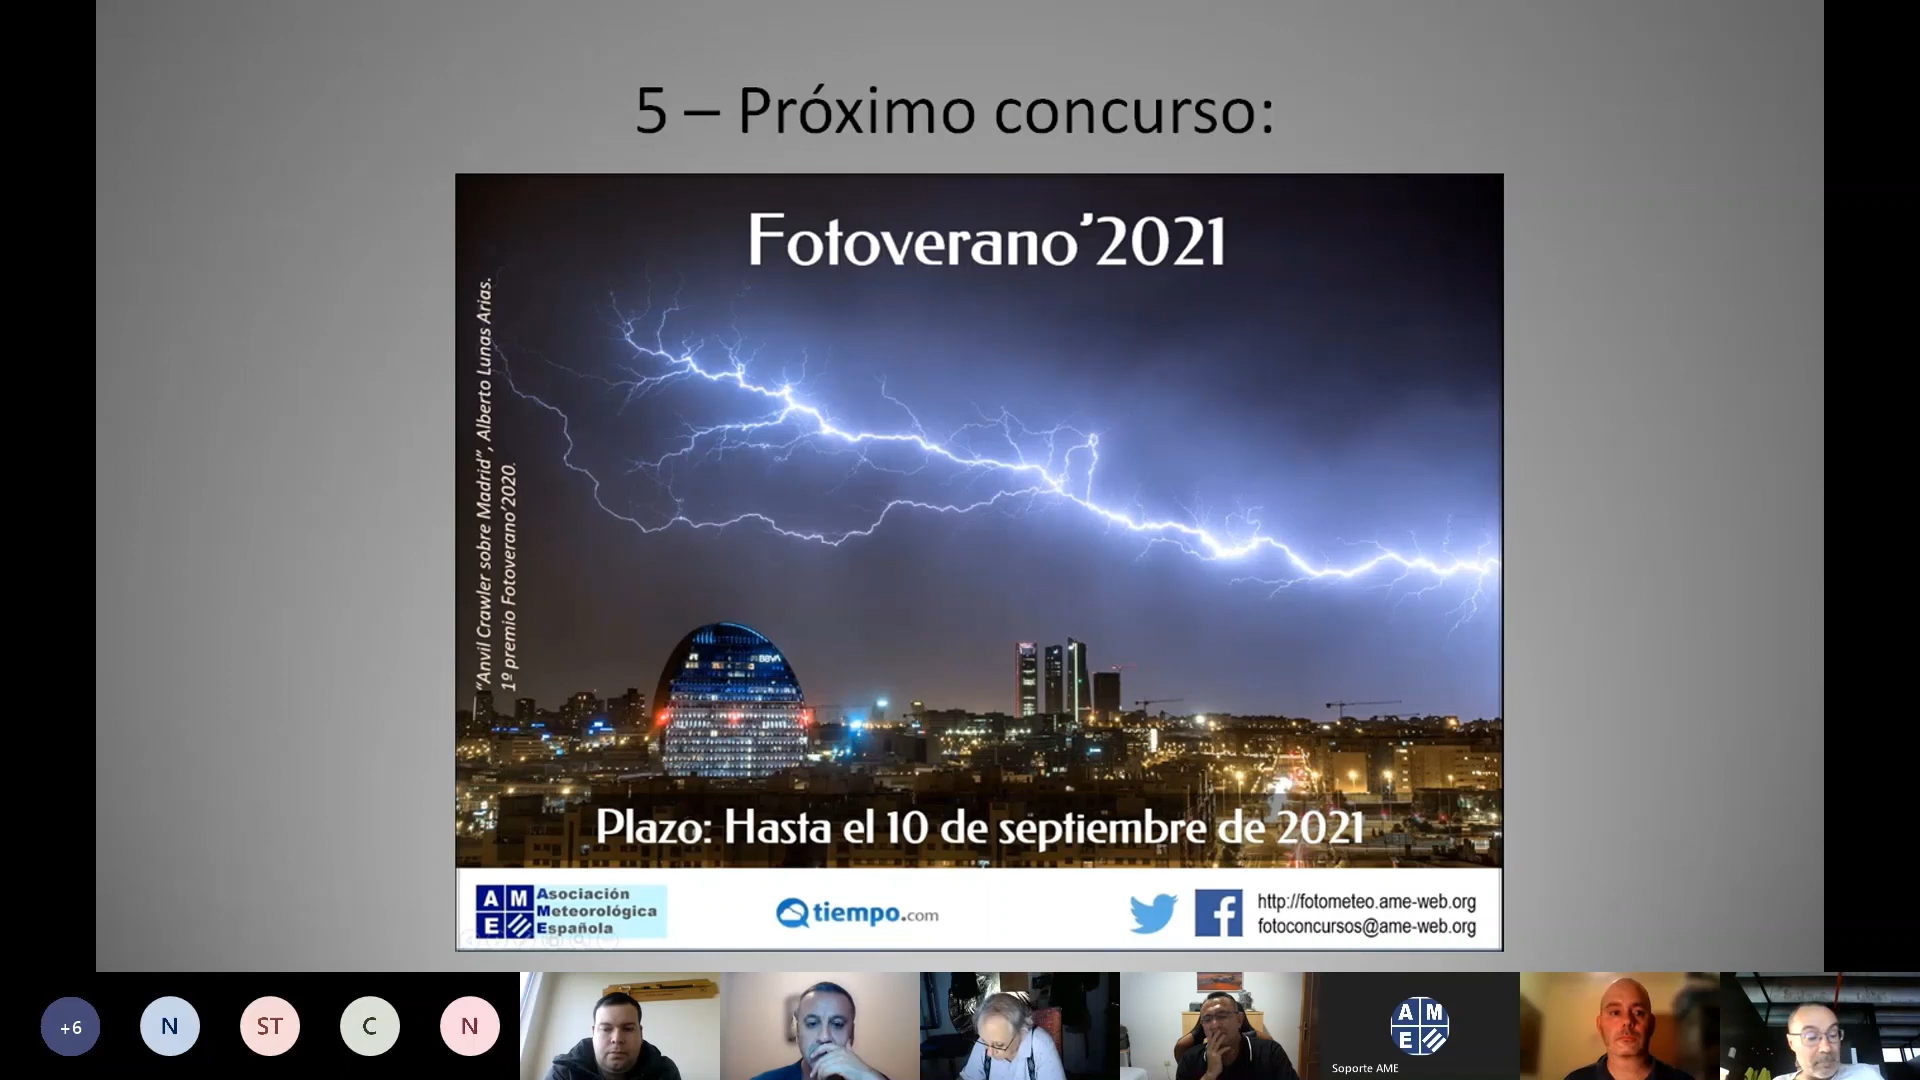 5 – Próximo concurso:
Fotoverano'2021
"Anvil Crawler sobre Madrid", Alberto Lunas Arias.
1º premio Fotoverano'2020.
BBVA
Plazo: Hasta el 10 de septiembre de 2021
A M
E
Asociación
Meteorológica
Española
tiempo.com
http://fotometeo.ame-web.org
fotoconcursos@ame-web.org
+6
N
ST
C
N
A M
E
Soporte AME